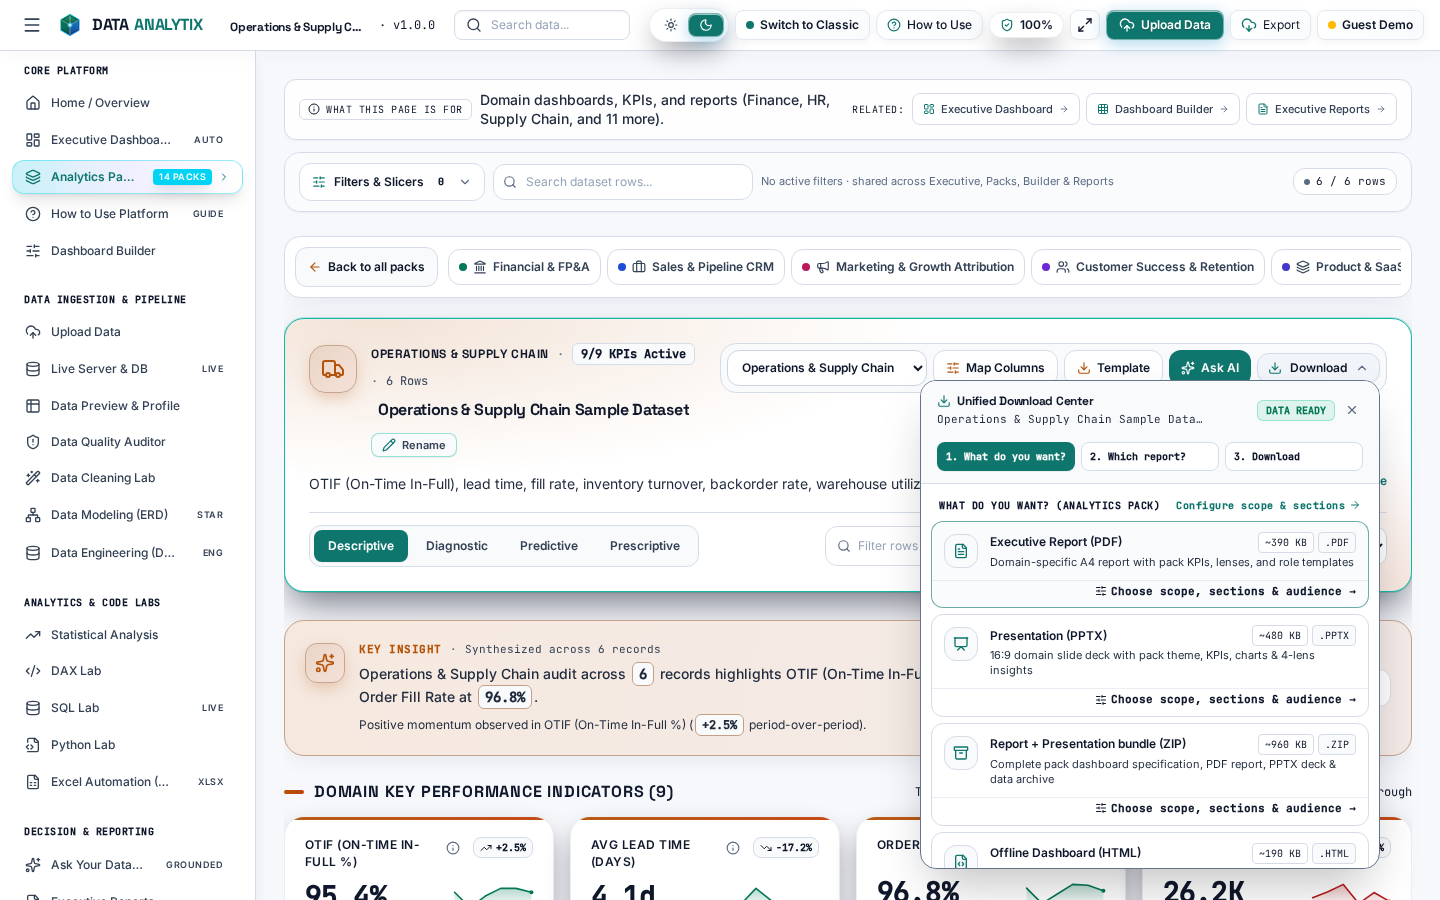 DATA ANALYTIX
Operations & Supply C...
· v1.0.0
Search data...
Switch to Classic
How to Use
100%
Upload Data
Export
Guest Demo
CORE PLATFORM
Home / Overview
Executive Dashboa... AUTO
Analytics Pa... 14 PACKS
How to Use Platform GUIDE
Dashboard Builder
DATA INGESTION & PIPELINE
Upload Data
Live Server & DB LIVE
Data Preview & Profile
Data Quality Auditor
Data Cleaning Lab
Data Modeling (ERD) STAR
Data Engineering (D... ENG
ANALYTICS & CODE LABS
Statistical Analysis
DAX Lab
SQL Lab LIVE
Python Lab
Excel Automation (... XLSX
DECISION & REPORTING
Ask Your Data... GROUNDED
WHAT THIS PAGE IS FOR
Domain dashboards, KPIs, and reports (Finance, HR,
Supply Chain, and 11 more).
RELATED:
Executive Dashboard →
Dashboard Builder →
Executive Reports →
Filters & Slicers 0
Search dataset rows...
No active filters · shared across Executive, Packs, Builder & Reports
6 / 6 rows
← Back to all packs
Financial & FP&A
Sales & Pipeline CRM
Marketing & Growth Attribution
Customer Success & Retention
Product & SaaS
OPERATIONS & SUPPLY CHAIN · 9/9 KPIs Active
· 6 Rows
Operations & Supply Chain Sample Dataset
Rename
Operations & Supply Chain
Map Columns
Template
Ask AI
Download
OTIF (On-Time In-Full), lead time, fill rate, inventory turnover, backorder rate, warehouse utiliz
Descriptive
Diagnostic
Predictive
Prescriptive
Filter rows
KEY INSIGHT · Synthesized across 6 records
Operations & Supply Chain audit across 6 records highlights OTIF (On-Time In-Fu
Order Fill Rate at 96.8%.
Positive momentum observed in OTIF (On-Time In-Full %) (+2.5% period-over-period).
DOMAIN KEY PERFORMANCE INDICATORS (9)
OTIF (ON-TIME IN-
FULL %)
+2.5%
95.4%
AVG LEAD TIME
(DAYS)
-17.2%
4.1d
ORDER
96.8%
26.2K
Unified Download Center
Operations & Supply Chain Sample Data…
DATA READY
1. What do you want?
2. Which report?
3. Download
WHAT DO YOU WANT? (ANALYTICS PACK)
Configure scope & sections →
Executive Report (PDF)
~390 KB .PDF
Domain-specific A4 report with pack KPIs, lenses, and role templates
Choose scope, sections & audience →
Presentation (PPTX)
~480 KB .PPTX
16:9 domain slide deck with pack theme, KPIs, charts & 4-lens
insights
Choose scope, sections & audience →
Report + Presentation bundle (ZIP)
~960 KB .ZIP
Complete pack dashboard specification, PDF report, PPTX deck &
data archive
Choose scope, sections & audience →
Offline Dashboard (HTML)
~190 KB .HTML